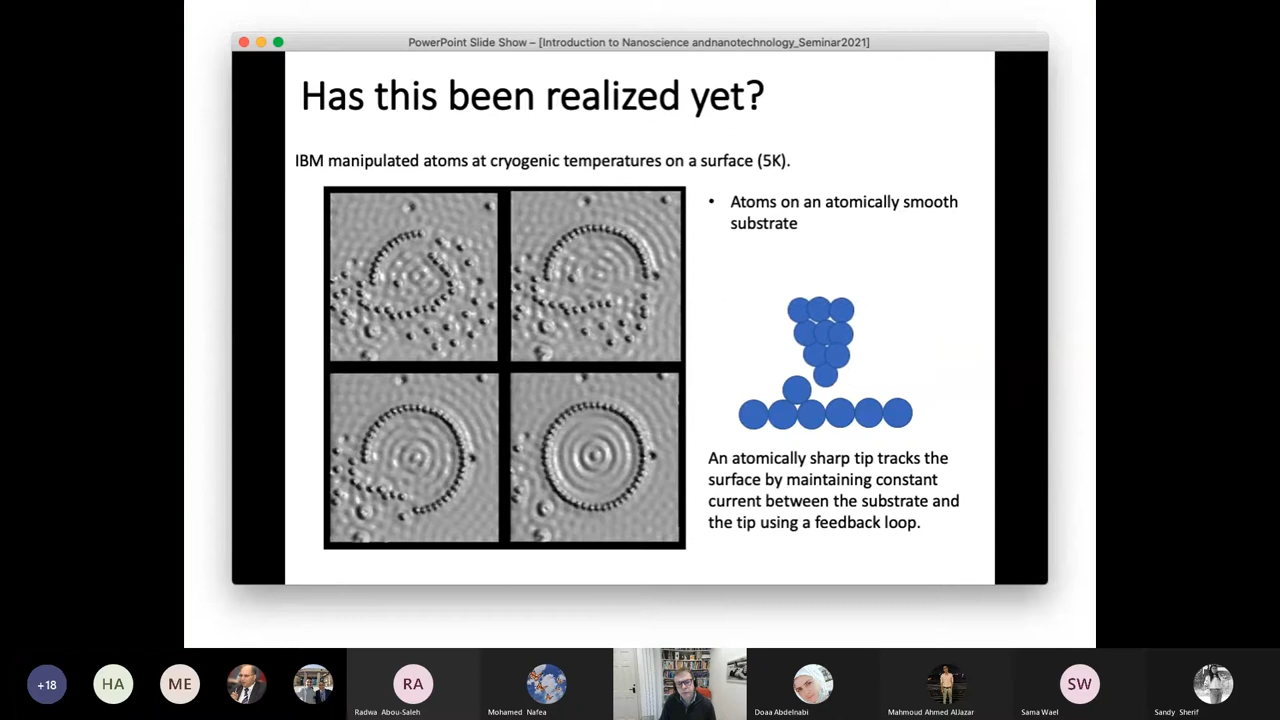 PowerPoint Slide Show – [Introduction to Nanoscience andnanotechnology_Seminar2021]
Has this been realized yet?
IBM manipulated atoms at cryogenic temperatures on a surface (5K).
• Atoms on an atomically smooth
substrate
An atomically sharp tip tracks the
surface by maintaining constant
current between the substrate and
the tip using a feedback loop.
+18
HA
ME
RA
SW
Radwa Abou-Saleh
Mohamed Nafea
Doaa Abdelnabi
Mahmoud Ahmed AlJazar
Sama Wael
Sandy Sherif